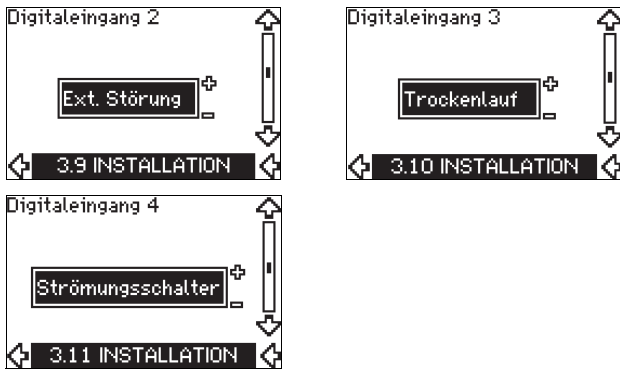 Digitaleingang 2
Ext. Störung
3.9 INSTALLATION
Digitaleingang 3
Trockenlauf
3.10 INSTALLATION
Digitaleingang 4
Strömungsschalter
3.11 INSTALLATION